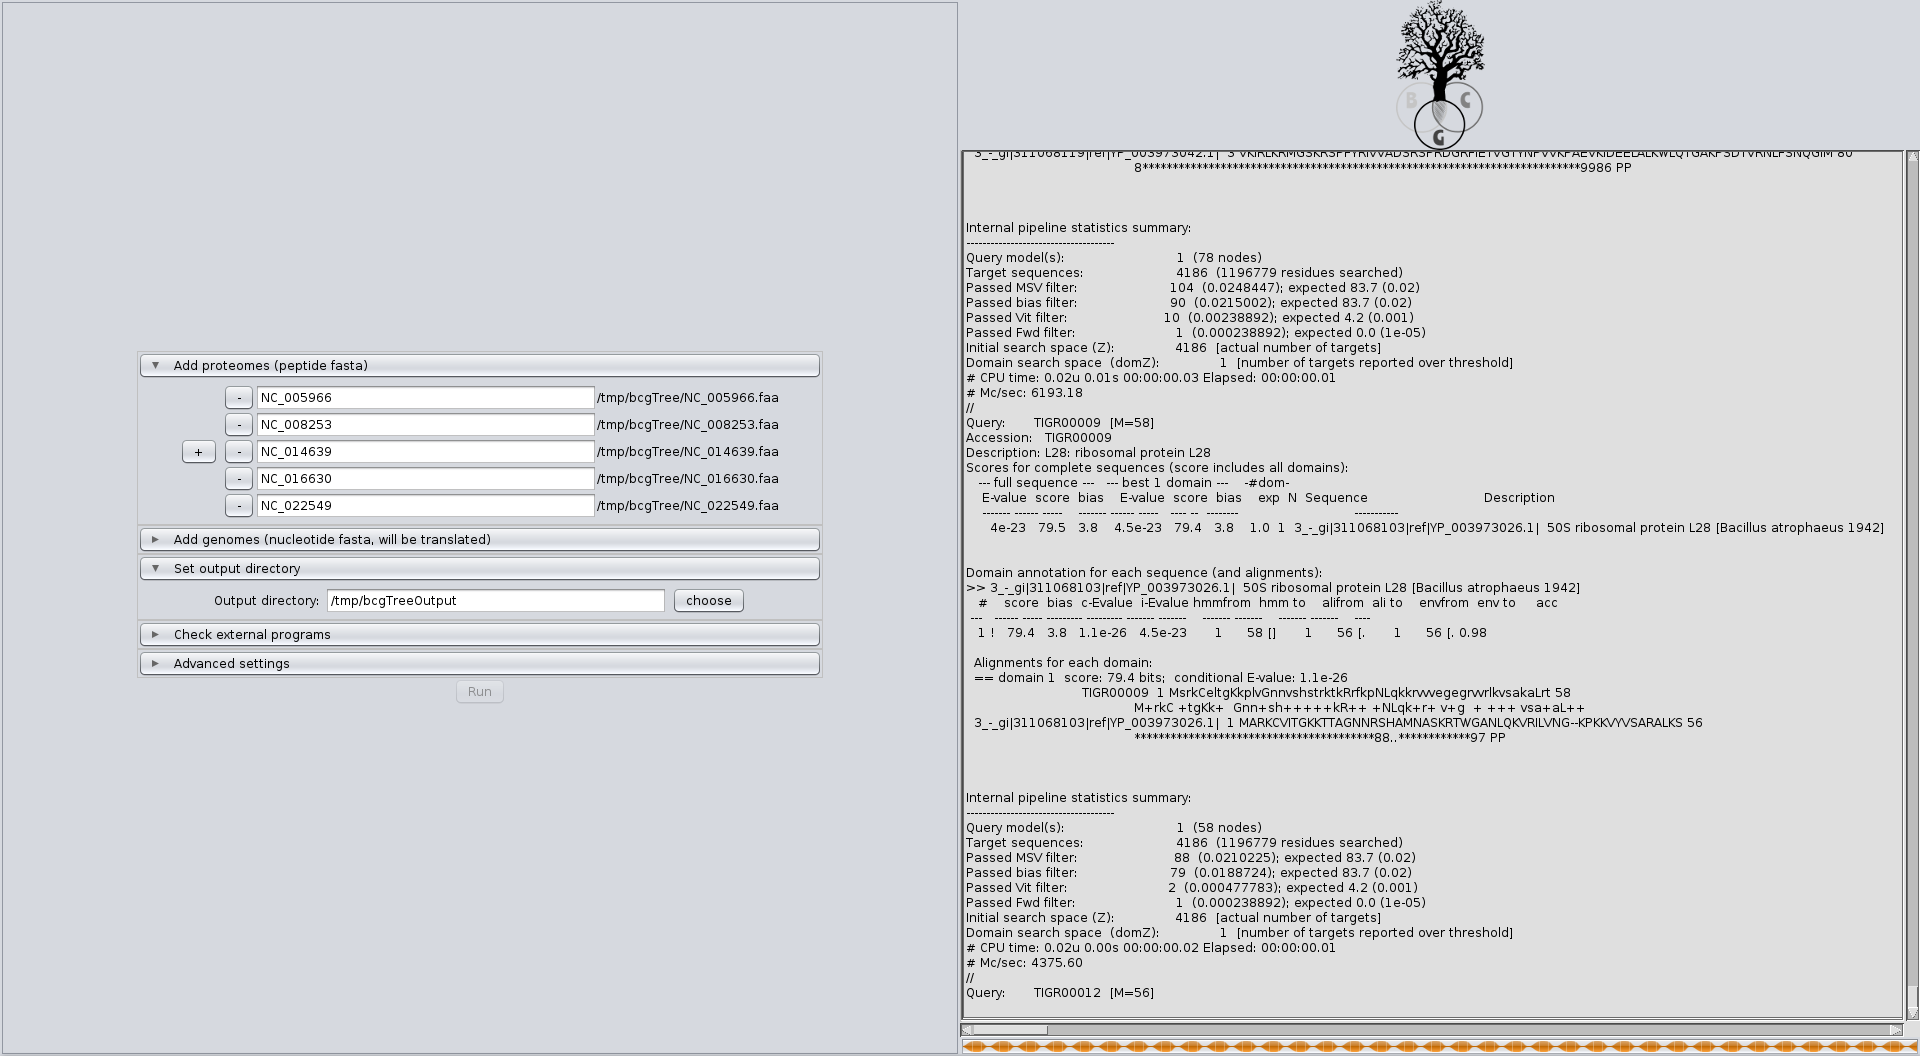 Add proteomes (peptide fasta)
- NC_005966 /tmp/bcgTree/NC_005966.faa
- NC_008253 /tmp/bcgTree/NC_008253.faa
+ - NC_014639 /tmp/bcgTree/NC_014639.faa
- NC_016630 /tmp/bcgTree/NC_016630.faa
- NC_022549 /tmp/bcgTree/NC_022549.faa
Add genomes (nucleotide fasta, will be translated)
Set output directory
Output directory: /tmp/bcgTreeOutput choose
Check external programs
Advanced settings
Run
B C
G
3_-_gi|311068119|ref|YP_003973042.1| 3
8**************************************************************************9986 PP
Internal pipeline statistics summary:
-------------------------------------
Query model(s): 1 (78 nodes)
Target sequences: 4186 (1196779 residues searched)
Passed MSV filter: 104 (0.0248447); expected 83.7 (0.02)
Passed bias filter: 90 (0.0215002); expected 83.7 (0.02)
Passed Vit filter: 10 (0.00238892); expected 4.2 (0.001)
Passed Fwd filter: 1 (0.000238892); expected 0.0 (1e-05)
Initial search space (Z): 4186 [actual number of targets]
Domain search space (domZ): 1 [number of targets reported over threshold]
# CPU time: 0.02u 0.01s 00:00:00.03 Elapsed: 00:00:00.01
# Mc/sec: 6193.18
//
Query: TIGR00009 [M=58]
Accession: TIGR00009
Description: L28: ribosomal protein L28
Scores for complete sequences (score includes all domains):
--- full sequence --- --- best 1 domain --- -#dom-
E-value score bias E-value score bias exp N Sequence Description
------- ------ ----- ------- ------ ----- ---- -- -------- -----------
4e-23 79.5 3.8 4.5e-23 79.4 3.8 1.0 1 3_-_gi|311068103|ref|YP_003973026.1| 50S ribosomal protein L28 [Bacillus atrophaeus 1942]
Domain annotation for each sequence (and alignments):
>> 3_-_gi|311068103|ref|YP_003973026.1| 50S ribosomal protein L28 [Bacillus atrophaeus 1942]
# score bias c-Evalue i-Evalue hmmfrom hmm to alifrom ali to envfrom env to acc
--- ------ ----- --------- --------- ------- ------- ------- ------- ------- ------- ----
1 ! 79.4 3.8 1.1e-26 4.5e-23 1 58 [] 1 56 [. 1 56 [. 0.98
Alignments for each domain:
== domain 1 score: 79.4 bits; conditional E-value: 1.1e-26
TIGR00009 1 MsrkCeltgKkplvGnnvshstrktkRrfkpNLqkkrvwvegegrvvrlkvsakaLrt 58
M+rkC +tgKk+ Gnn+sh+++++kR++ +NLqk+r+ v+g + +++ vsa+aL++
3_-_gi|311068103|ref|YP_003973026.1| 1 MARKCVITGKKTTAGNNRSHAMNASKRTWGANLQKVRILVNG--KPKKVYVSARALKS 56
****************************************88..************97 PP
Internal pipeline statistics summary:
-------------------------------------
Query model(s): 1 (58 nodes)
Target sequences: 4186 (1196779 residues searched)
Passed MSV filter: 88 (0.0210225); expected 83.7 (0.02)
Passed bias filter: 79 (0.0188724); expected 83.7 (0.02)
Passed Vit filter: 2 (0.000477783); expected 4.2 (0.001)
Passed Fwd filter: 1 (0.000238892); expected 0.0 (1e-05)
Initial search space (Z): 4186 [actual number of targets]
Domain search space (domZ): 1 [number of targets reported over threshold]
# CPU time: 0.02u 0.00s 00:00:00.02 Elapsed: 00:00:00.01
# Mc/sec: 4375.60
//
Query: TIGR00012 [M=56]